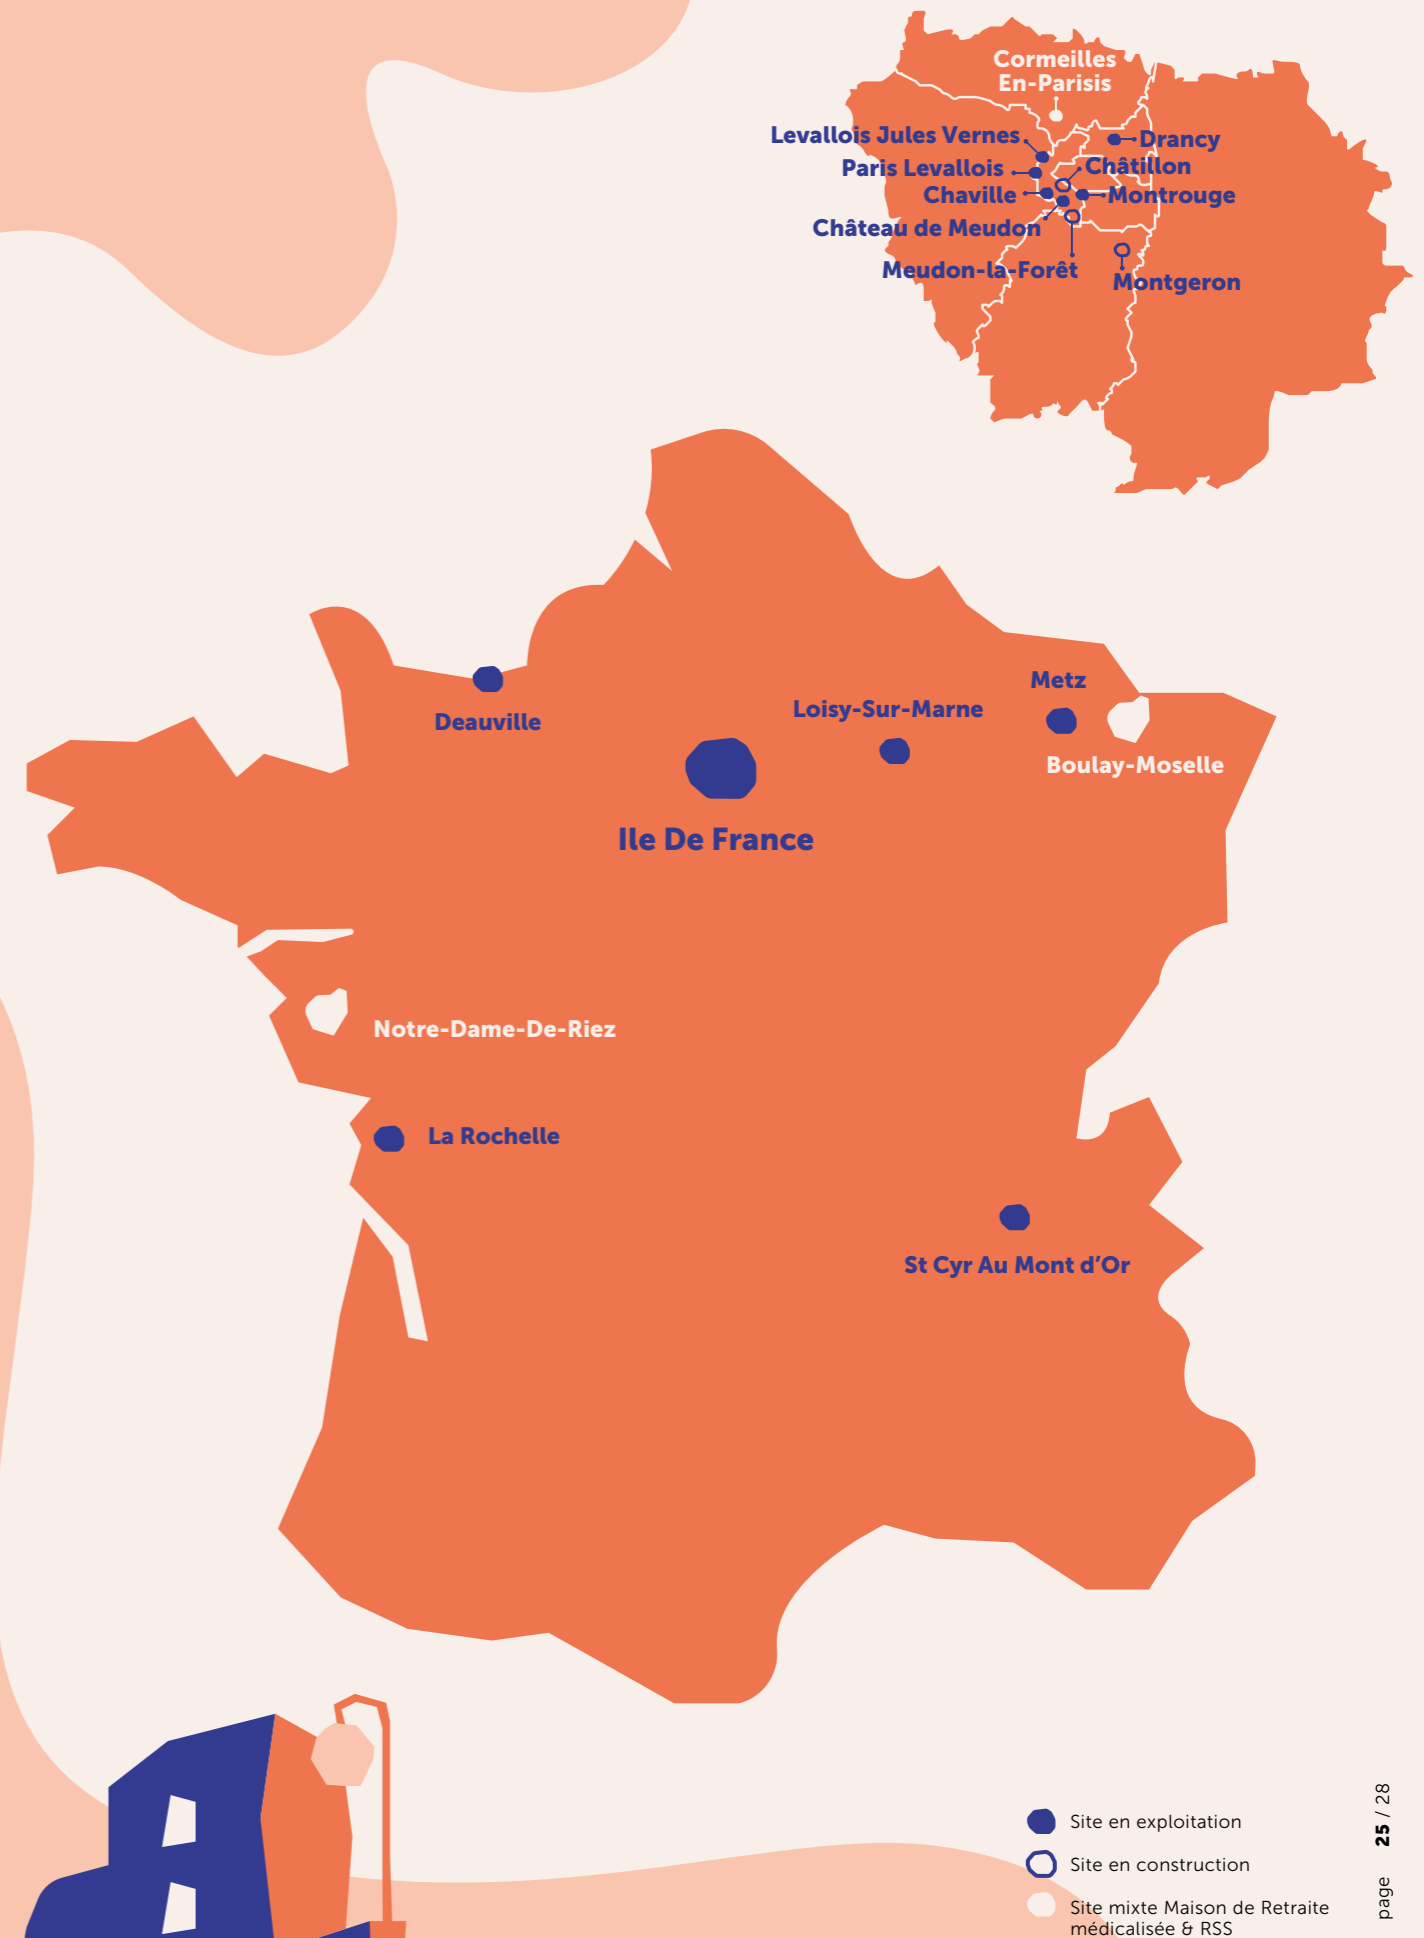 Cormeilles
En-Parisis
Levallois Jules Vernes
Drancy
Paris Levallois
Châtillon
Chaville
Montrouge
Château de Meudon
Meudon-la-Forêt
Montgeron
Metz
Loisy-Sur-Marne
Deauville
Boulay-Moselle
Ile De France
Notre-Dame-De-Riez
La Rochelle
St Cyr Au Mont d’Or
Site en exploitation
Site en construction
Site mixte Maison de Retraite
médicalisée & RSS
page 25 / 28